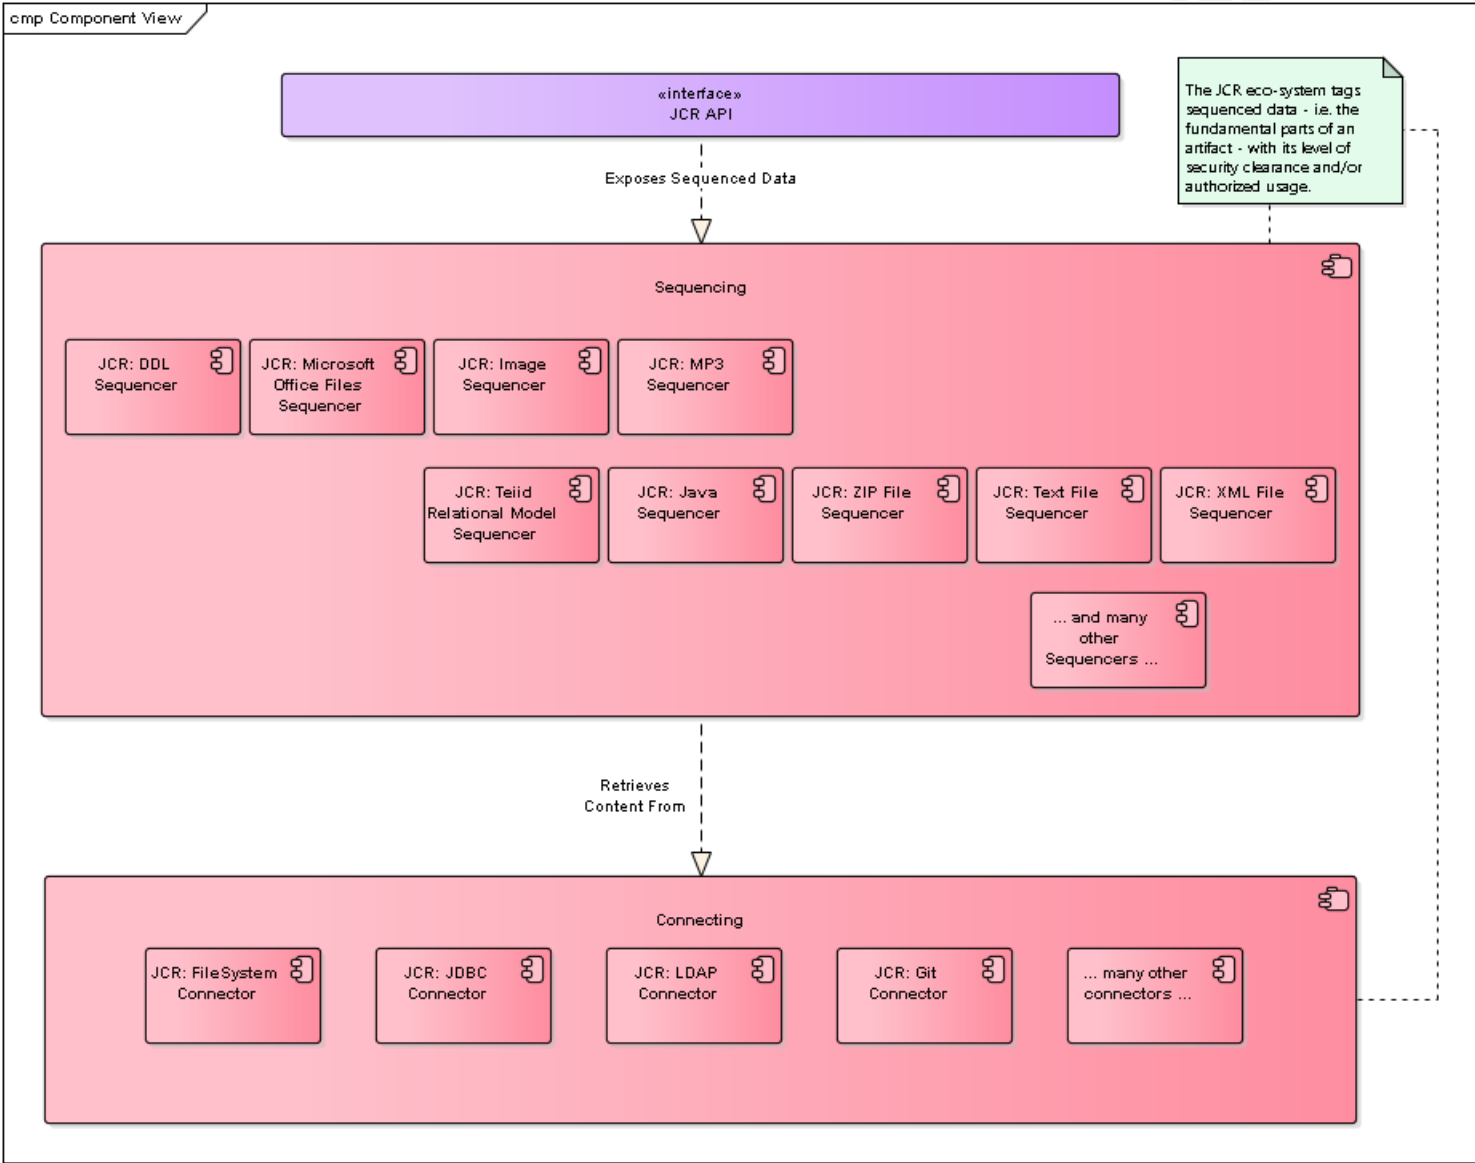 cmp Component View
«interface»
JCR API
The JCR eco-system tags
sequenced data - i.e. the
fundamental parts of an
artifact - with its level of
security clearance and/or
authorized usage.
Exposes Sequenced Data
Sequencing
JCR: DDL
Sequencer
JCR: Microsoft
Office Files
Sequencer
JCR: Image
Sequencer
JCR: MP3
Sequencer
JCR: Teiid
Relational Model
Sequencer
JCR: Java
Sequencer
JCR: ZIP File
Sequencer
JCR: Text File
Sequencer
JCR: XML File
Sequencer
... and many
other
Sequencers ...
Retrieves
Content From
Connecting
JCR: FileSystem
Connector
JCR: JDBC
Connector
JCR: LDAP
Connector
JCR: Git
Connector
... many other
connectors ...